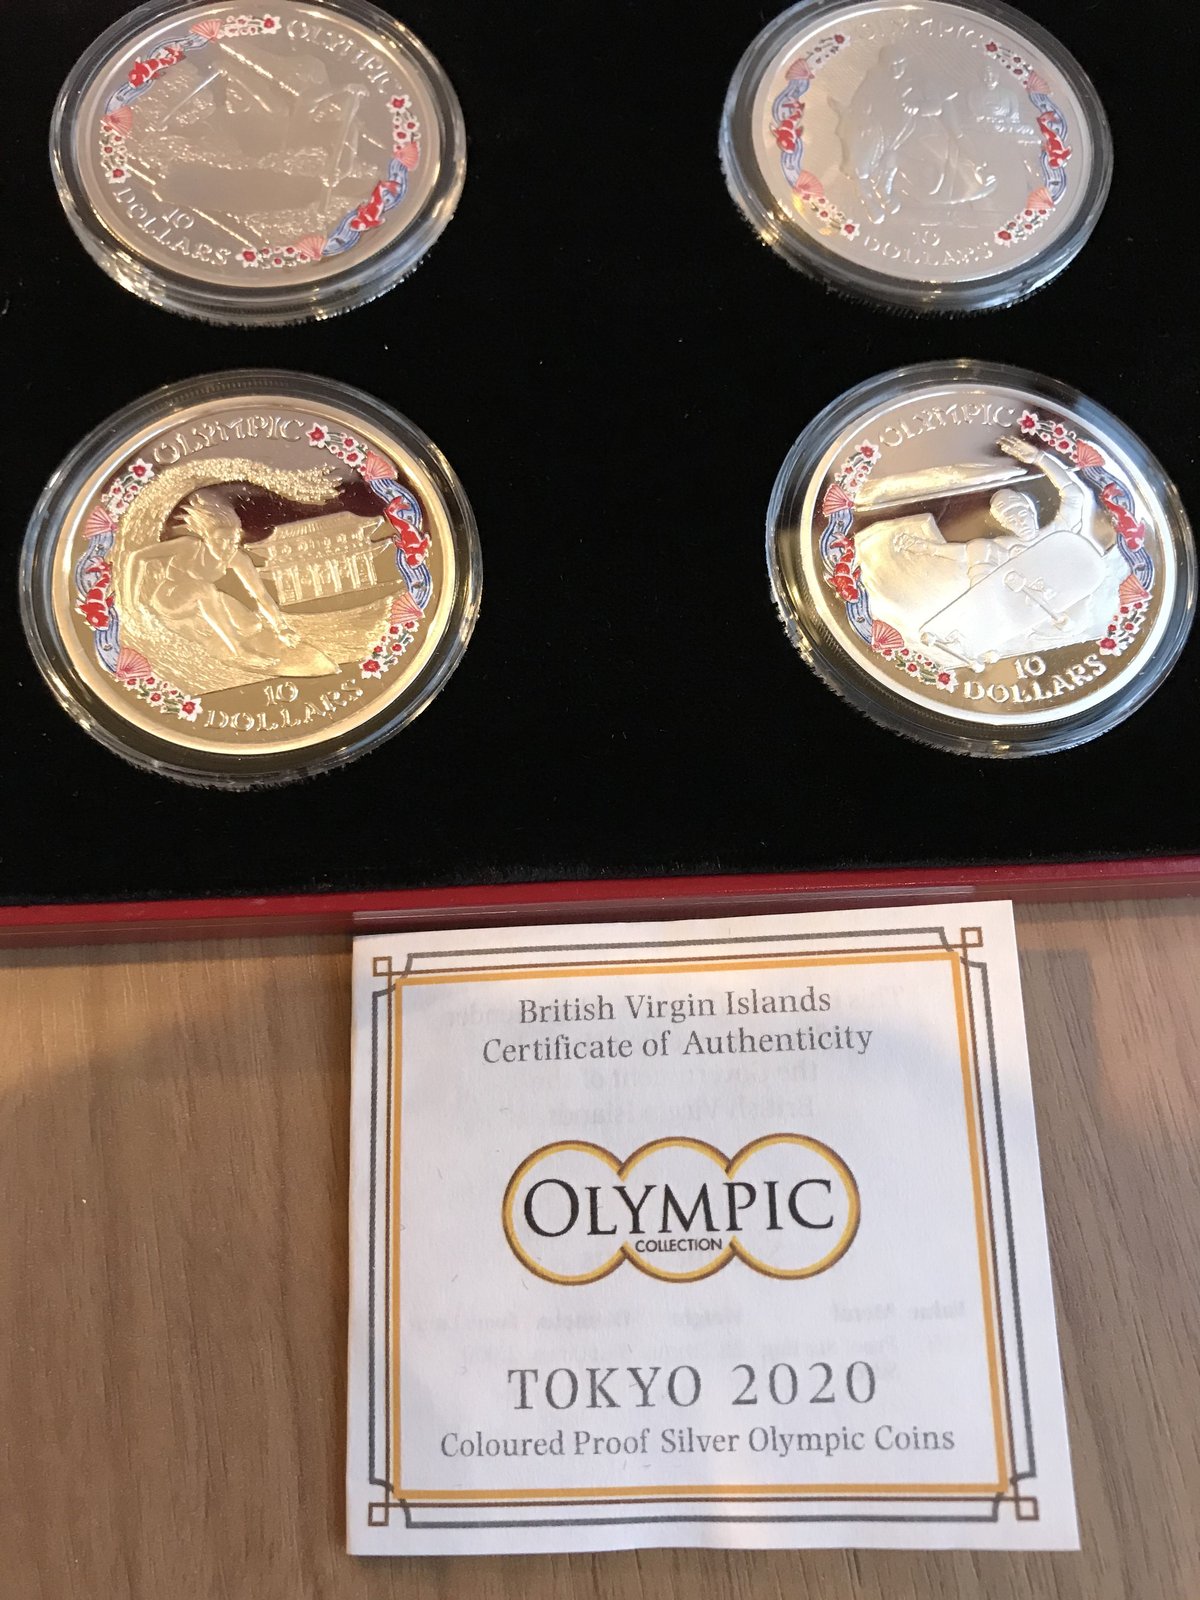 OLYMPIC
10
DOLLARS
OLYMPIC
10
DOLLARS
OLYMPIC
10
DOLLARS
OLYMPIC
10
DOLLARS
British Virgin Islands
Certificate of Authenticity
OLYMPIC
COLLECTION
TOKYO 2020
Coloured Proof Silver Olympic Coins